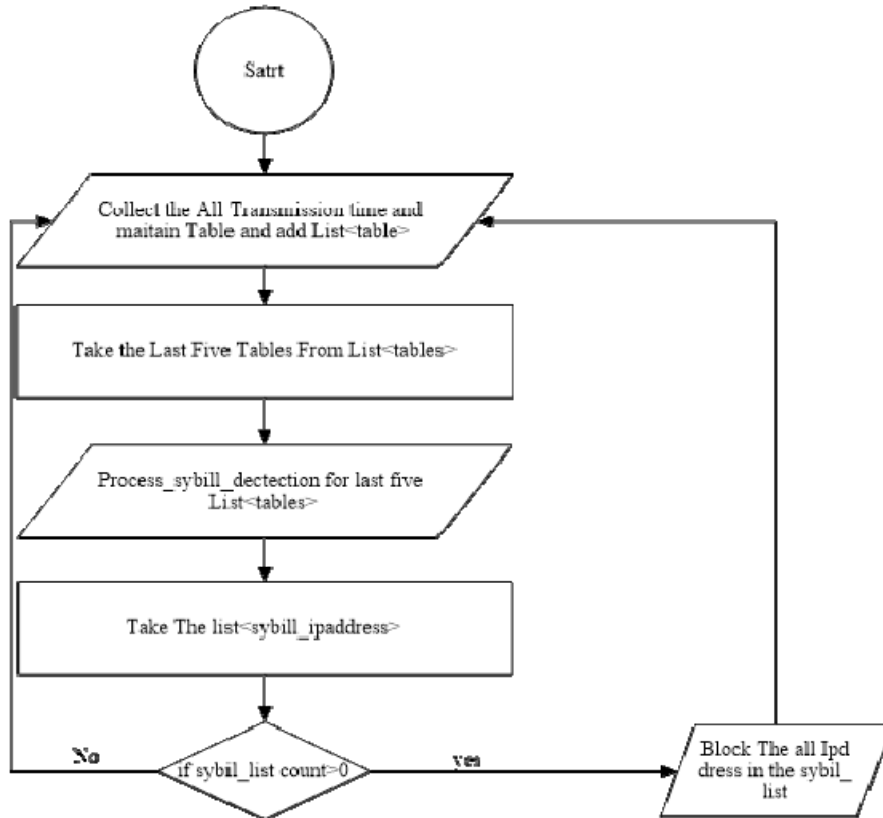 Satrt
Collect the All Transmission time and
maitain Table and add List<table>
Take the Last Five Tables From List<tables>
Process_sybill_dectection for last five
List<tables>
Take The list<sybill_ipaddress>
if sybiil_list count>0
No
yes
Block The all Ipd
dress in the sybil_
list